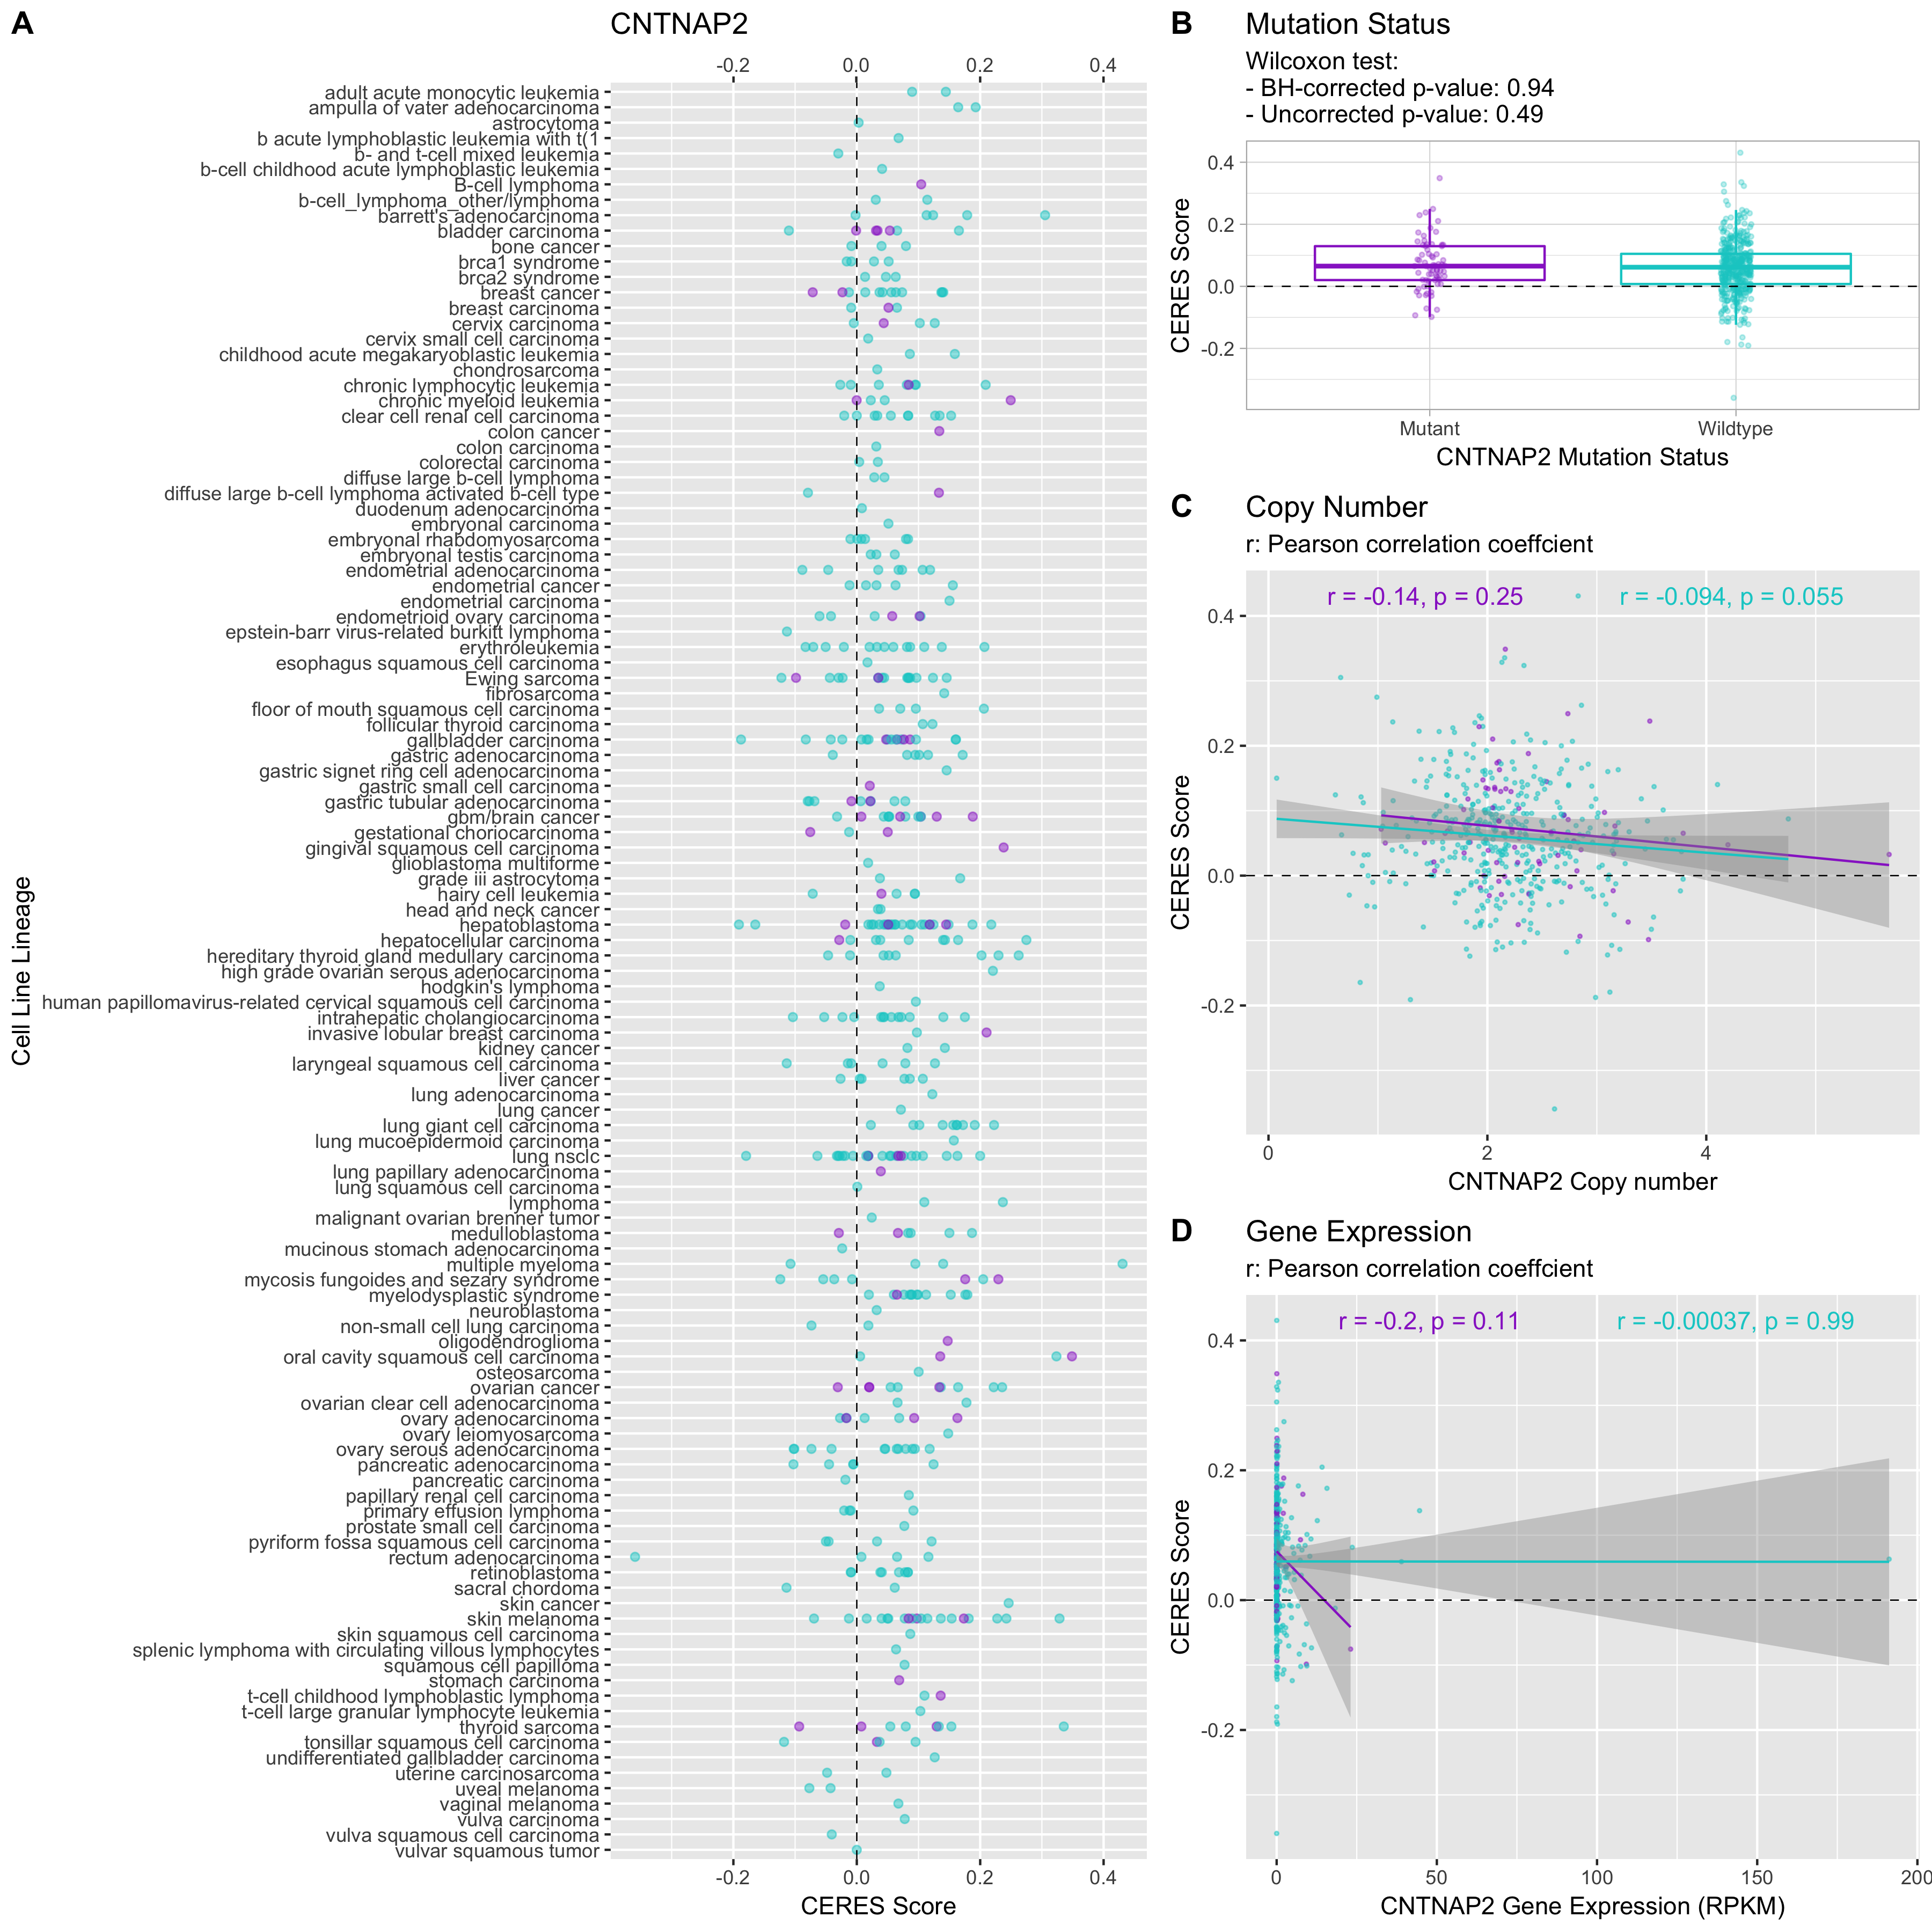 A
CNTNAP2
-0.2 0.0 0.2 0.4
adult acute monocytic leukemia
ampulla of vater adenocarcinoma
astrocytoma
b acute lymphoblastic leukemia with t(1
b- and t-cell mixed leukemia
b-cell childhood acute lymphoblastic leukemia
B-cell lymphoma
b-cell_lymphoma_other/lymphoma
barrett's adenocarcinoma
bladder carcinoma
bone cancer
brca1 syndrome
brca2 syndrome
breast cancer
breast carcinoma
cervix carcinoma
cervix small cell carcinoma
childhood acute megakaryoblastic leukemia
chondrosarcoma
chronic lymphocytic leukemia
chronic myeloid leukemia
clear cell renal cell carcinoma
colon cancer
colon carcinoma
colorectal carcinoma
diffuse large b-cell lymphoma
diffuse large b-cell lymphoma activated b-cell type
duodenum adenocarcinoma
embryonal carcinoma
embryonal rhabdomyosarcoma
embryonal testis carcinoma
endometrial adenocarcinoma
endometrial cancer
endometrial carcinoma
endometrioid ovary carcinoma
epstein-barr virus-related burkitt lymphoma
erythroleukemia
esophagus squamous cell carcinoma
Ewing sarcoma
fibrosarcoma
floor of mouth squamous cell carcinoma
follicular thyroid carcinoma
gallbladder carcinoma
gastric adenocarcinoma
gastric signet ring cell adenocarcinoma
gastric small cell carcinoma
gastric tubular adenocarcinoma
gbm/brain cancer
gestational choriocarcinoma
gingival squamous cell carcinoma
glioblastoma multiforme
grade iii astrocytoma
hairy cell leukemia
head and neck cancer
hepatoblastoma
hepatocellular carcinoma
hereditary thyroid gland medullary carcinoma
high grade ovarian serous adenocarcinoma
hodgkin's lymphoma
human papillomavirus-related cervical squamous cell carcinoma
intrahepatic cholangiocarcinoma
invasive lobular breast carcinoma
kidney cancer
laryngeal squamous cell carcinoma
liver cancer
lung adenocarcinoma
lung cancer
lung giant cell carcinoma
lung mucoepidermoid carcinoma
lung nsclc
lung papillary adenocarcinoma
lung squamous cell carcinoma
lymphoma
malignant ovarian brenner tumor
medulloblastoma
mucinous stomach adenocarcinoma
multiple myeloma
mycosis fungoides and sezary syndrome
myelodysplastic syndrome
neuroblastoma
non-small cell lung carcinoma
oligodendroglioma
oral cavity squamous cell carcinoma
osteosarcoma
ovarian cancer
ovarian clear cell adenocarcinoma
ovary adenocarcinoma
ovary leiomyosarcoma
ovary serous adenocarcinoma
pancreatic adenocarcinoma
pancreatic carcinoma
papillary renal cell carcinoma
primary effusion lymphoma
prostate small cell carcinoma
pyriform fossa squamous cell carcinoma
rectum adenocarcinoma
retinoblastoma
sacral chordoma
skin cancer
skin melanoma
skin squamous cell carcinoma
splenic lymphoma with circulating villous lymphocytes
squamous cell papilloma
stomach carcinoma
t-cell childhood lymphoblastic lymphoma
t-cell large granular lymphocyte leukemia
thyroid sarcoma
tonsillar squamous cell carcinoma
undifferentiated gallbladder carcinoma
uterine carcinosarcoma
uveal melanoma
vaginal melanoma
vulva carcinoma
vulva squamous cell carcinoma
vulvar squamous tumor
-0.2 0.0 0.2 0.4
CERES Score
Cell Line Lineage
B
Mutation Status
Wilcoxon test:
- BH-corrected p-value: 0.94
- Uncorrected p-value: 0.49
0.4
0.2
0.0
-0.2
CERES Score
Mutant Wildtype
CNTNAP2 Mutation Status
C
Copy Number
r: Pearson correlation coeffcient
r = -0.14, p = 0.25 r = -0.094, p = 0.055
0.4
0.2
0.0
-0.2
CERES Score
0 2 4
CNTNAP2 Copy number
D
Gene Expression
r: Pearson correlation coeffcient
r = -0.2, p = 0.11 r = -0.00037, p = 0.99
0.4
0.2
0.0
-0.2
CERES Score
0 50 100 150 200
CNTNAP2 Gene Expression (RPKM)